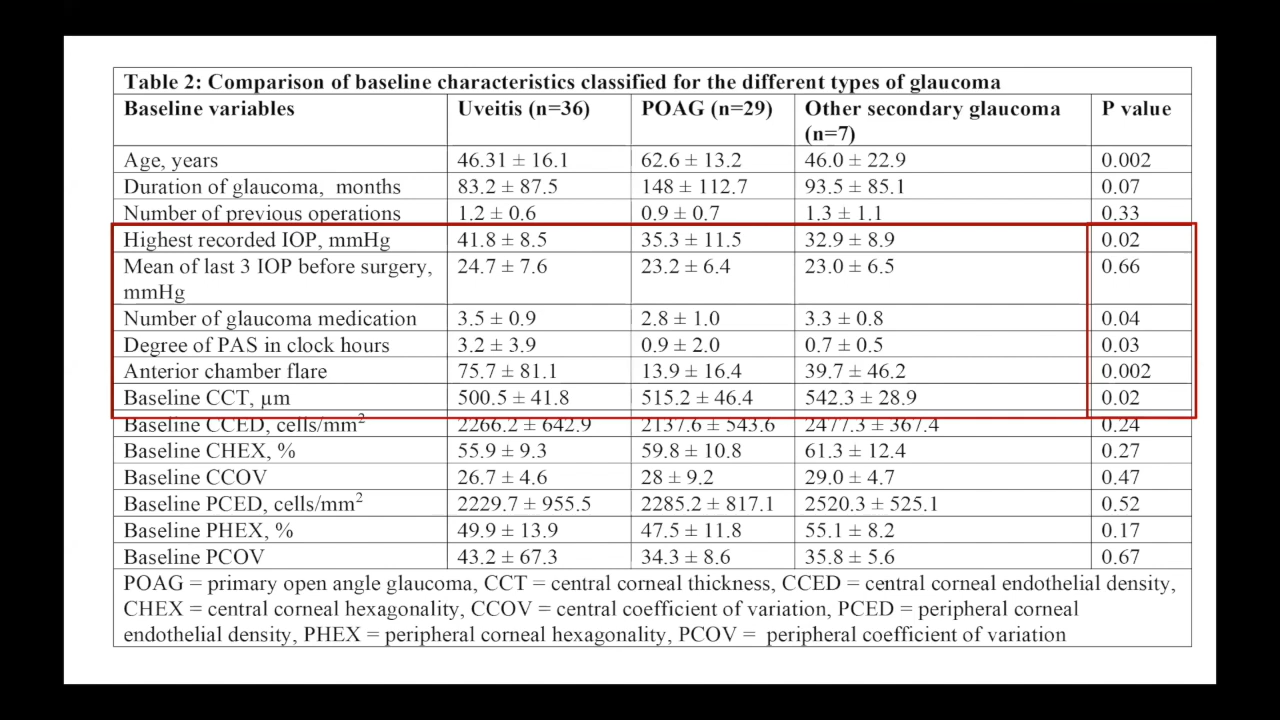 Table 2: Comparison of baseline characteristics classified for the different types of glaucoma
Baseline variables Uveitis (n=36) POAG (n=29) Other secondary glaucoma (n=7) P value
Age, years 46.31 ± 16.1 62.6 ± 13.2 46.0 ± 22.9 0.002
Duration of glaucoma, months 83.2 ± 87.5 148 ± 112.7 93.5 ± 85.1 0.07
Number of previous operations 1.2 ± 0.6 0.9 ± 0.7 1.3 ± 1.1 0.33
Highest recorded IOP, mmHg 41.8 ± 8.5 35.3 ± 11.5 32.9 ± 8.9 0.02
Mean of last 3 IOP before surgery, mmHg 24.7 ± 7.6 23.2 ± 6.4 23.0 ± 6.5 0.66
Number of glaucoma medication 3.5 ± 0.9 2.8 ± 1.0 3.3 ± 0.8 0.04
Degree of PAS in clock hours 3.2 ± 3.9 0.9 ± 2.0 0.7 ± 0.5 0.03
Anterior chamber flare 75.7 ± 81.1 13.9 ± 16.4 39.7 ± 46.2 0.002
Baseline CCT, µm 500.5 ± 41.8 515.2 ± 46.4 542.3 ± 28.9 0.02
Baseline CCED, cells/mm² 2266.2 ± 642.9 2137.6 ± 543.6 2477.3 ± 367.4 0.24
Baseline CHEX, % 55.9 ± 9.3 59.8 ± 10.8 61.3 ± 12.4 0.27
Baseline CCOV 26.7 ± 4.6 28 ± 9.2 29.0 ± 4.7 0.47
Baseline PCED, cells/mm² 2229.7 ± 955.5 2285.2 ± 817.1 2520.3 ± 525.1 0.52
Baseline PHEX, % 49.9 ± 13.9 47.5 ± 11.8 55.1 ± 8.2 0.17
Baseline PCOV 43.2 ± 67.3 34.3 ± 8.6 35.8 ± 5.6 0.67
POAG = primary open angle glaucoma, CCT = central corneal thickness, CCED = central corneal endothelial density,
CHEX = central corneal hexagonality, CCOV = central coefficient of variation, PCED = peripheral corneal
endothelial density, PHEX = peripheral corneal hexagonality, PCOV = peripheral coefficient of variation